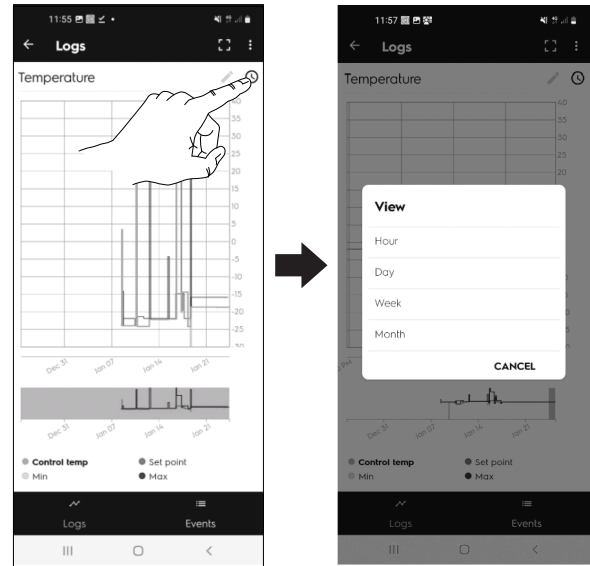 11:55
Logs
Temperature
40
35
30
25
20
15
10
5
0
-5
-10
-15
-20
-25
-30
Dec 31 Jan 07 Jan 14 Jan 21
Dec 31 Jan 07 Jan 14 Jan 21
Control temp Set point
Min Max
Logs Events
11:57
Logs
Temperature
40
35
30
25
20
View
Hour
Day
Week
Month
CANCEL
PM
Dec 31 Jan 07 Jan 14 Jan 21
Control temp Set point
Min Max
Logs Events